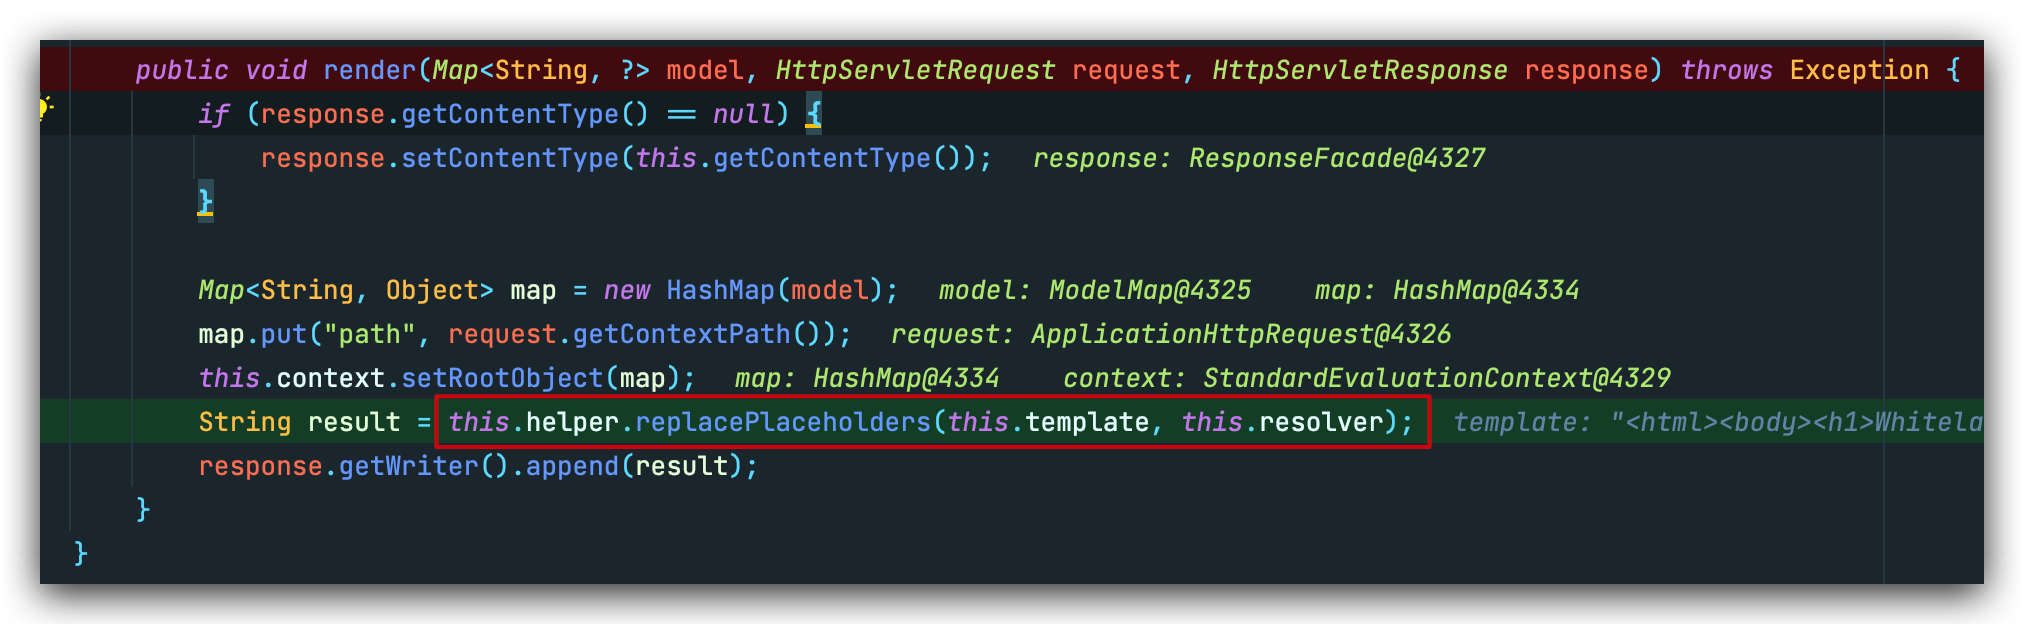 public void render(Map<String, ?> model, HttpServletRequest request, HttpServletResponse response) throws Exception {
if (response.getContentType() == null) {
response.setContentType(this.getContentType()); response: ResponseFacade@4327
}
Map<String, Object> map = new HashMap(model); model: ModelMap@4325 map: HashMap@4334
map.put("path", request.getContextPath()); request: ApplicationHttpRequest@4326
this.context.setRootObject(map); map: HashMap@4334 context: StandardEvaluationContext@4329
String result = this.helper.replacePlaceholders(this.template, this.resolver); template: "<html><body><h1>Whitela
response.getWriter().append(result);
}
}